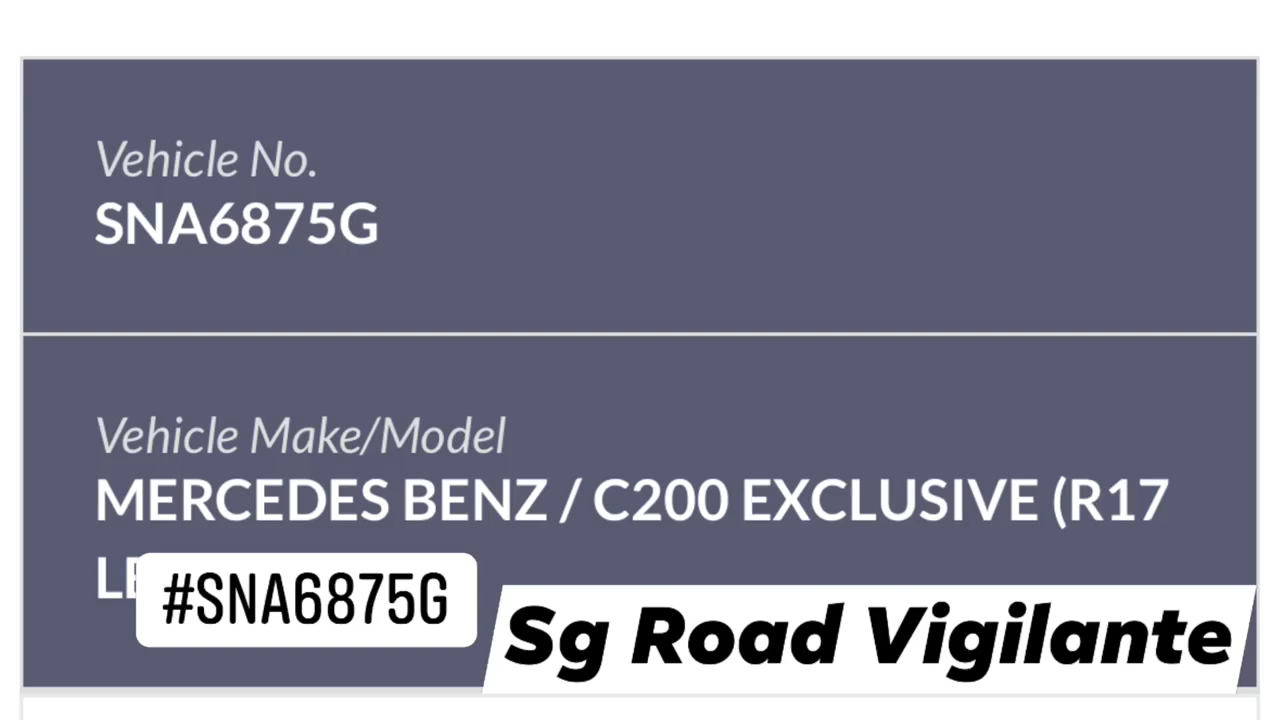 Vehicle No.
SNA6875G
Vehicle Make/Model
MERCEDES BENZ / C200 EXCLUSIVE (R17
#SNA6875G
Sg Road Vigilante